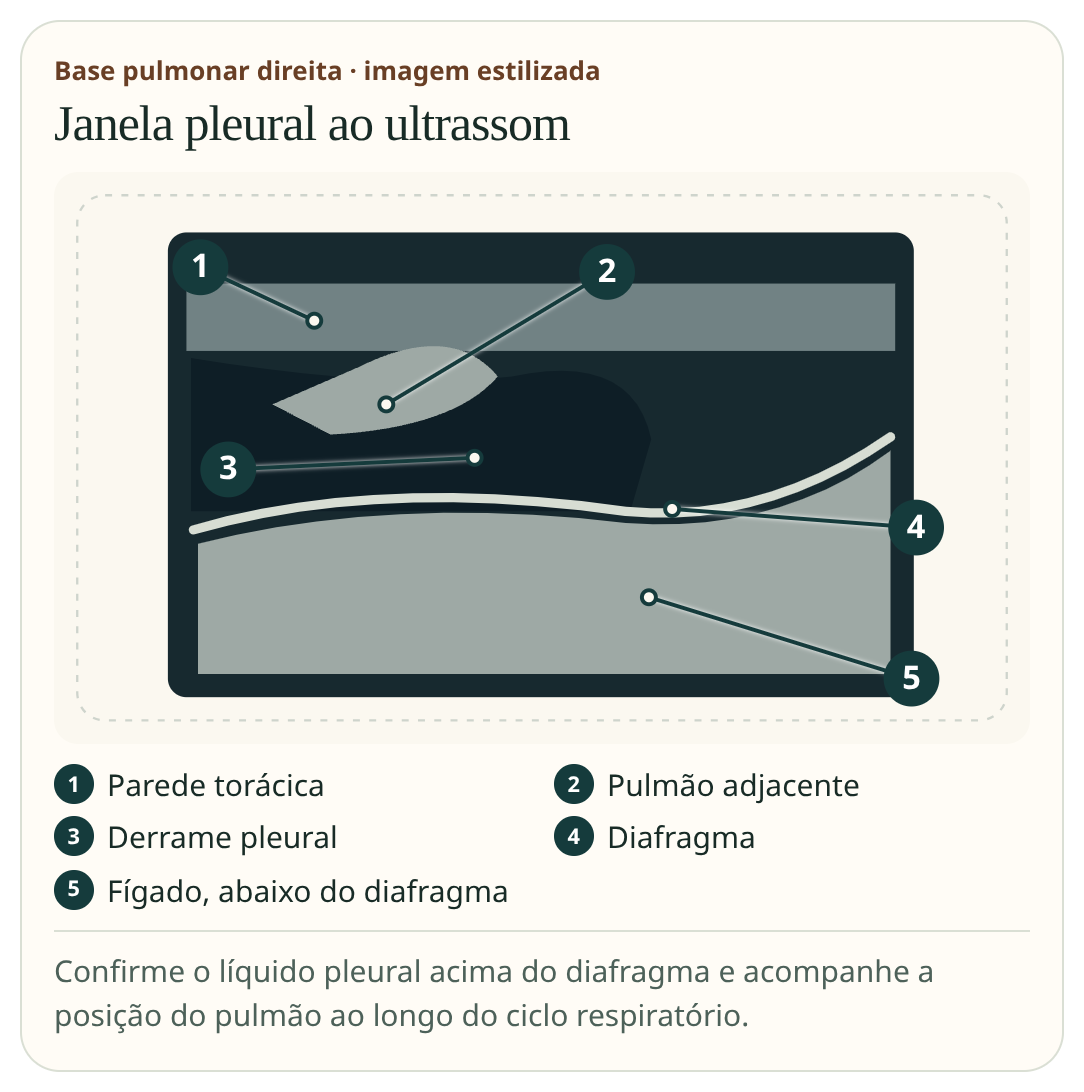 Base pulmonar direita · imagem estilizada
Janela pleural ao ultrassom
1
2
3
4
5
1 Parede torácica
2 Pulmão adjacente
3 Derrame pleural
4 Diafragma
5 Fígado, abaixo do diafragma
Confirme o líquido pleural acima do diafragma e acompanhe a
posição do pulmão ao longo do ciclo respiratório.